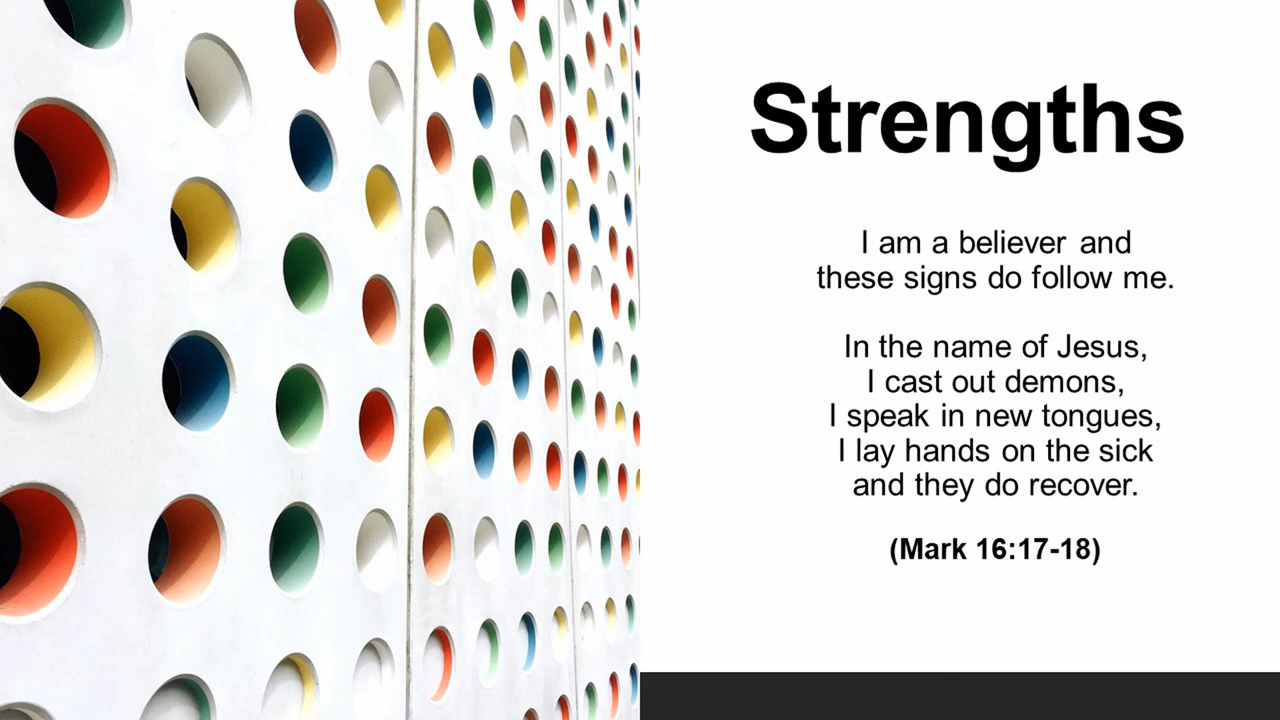 Strengths
I am a believer and
these signs do follow me.
In the name of Jesus,
I cast out demons,
I speak in new tongues,
I lay hands on the sick
and they do recover.
(Mark 16:17-18)